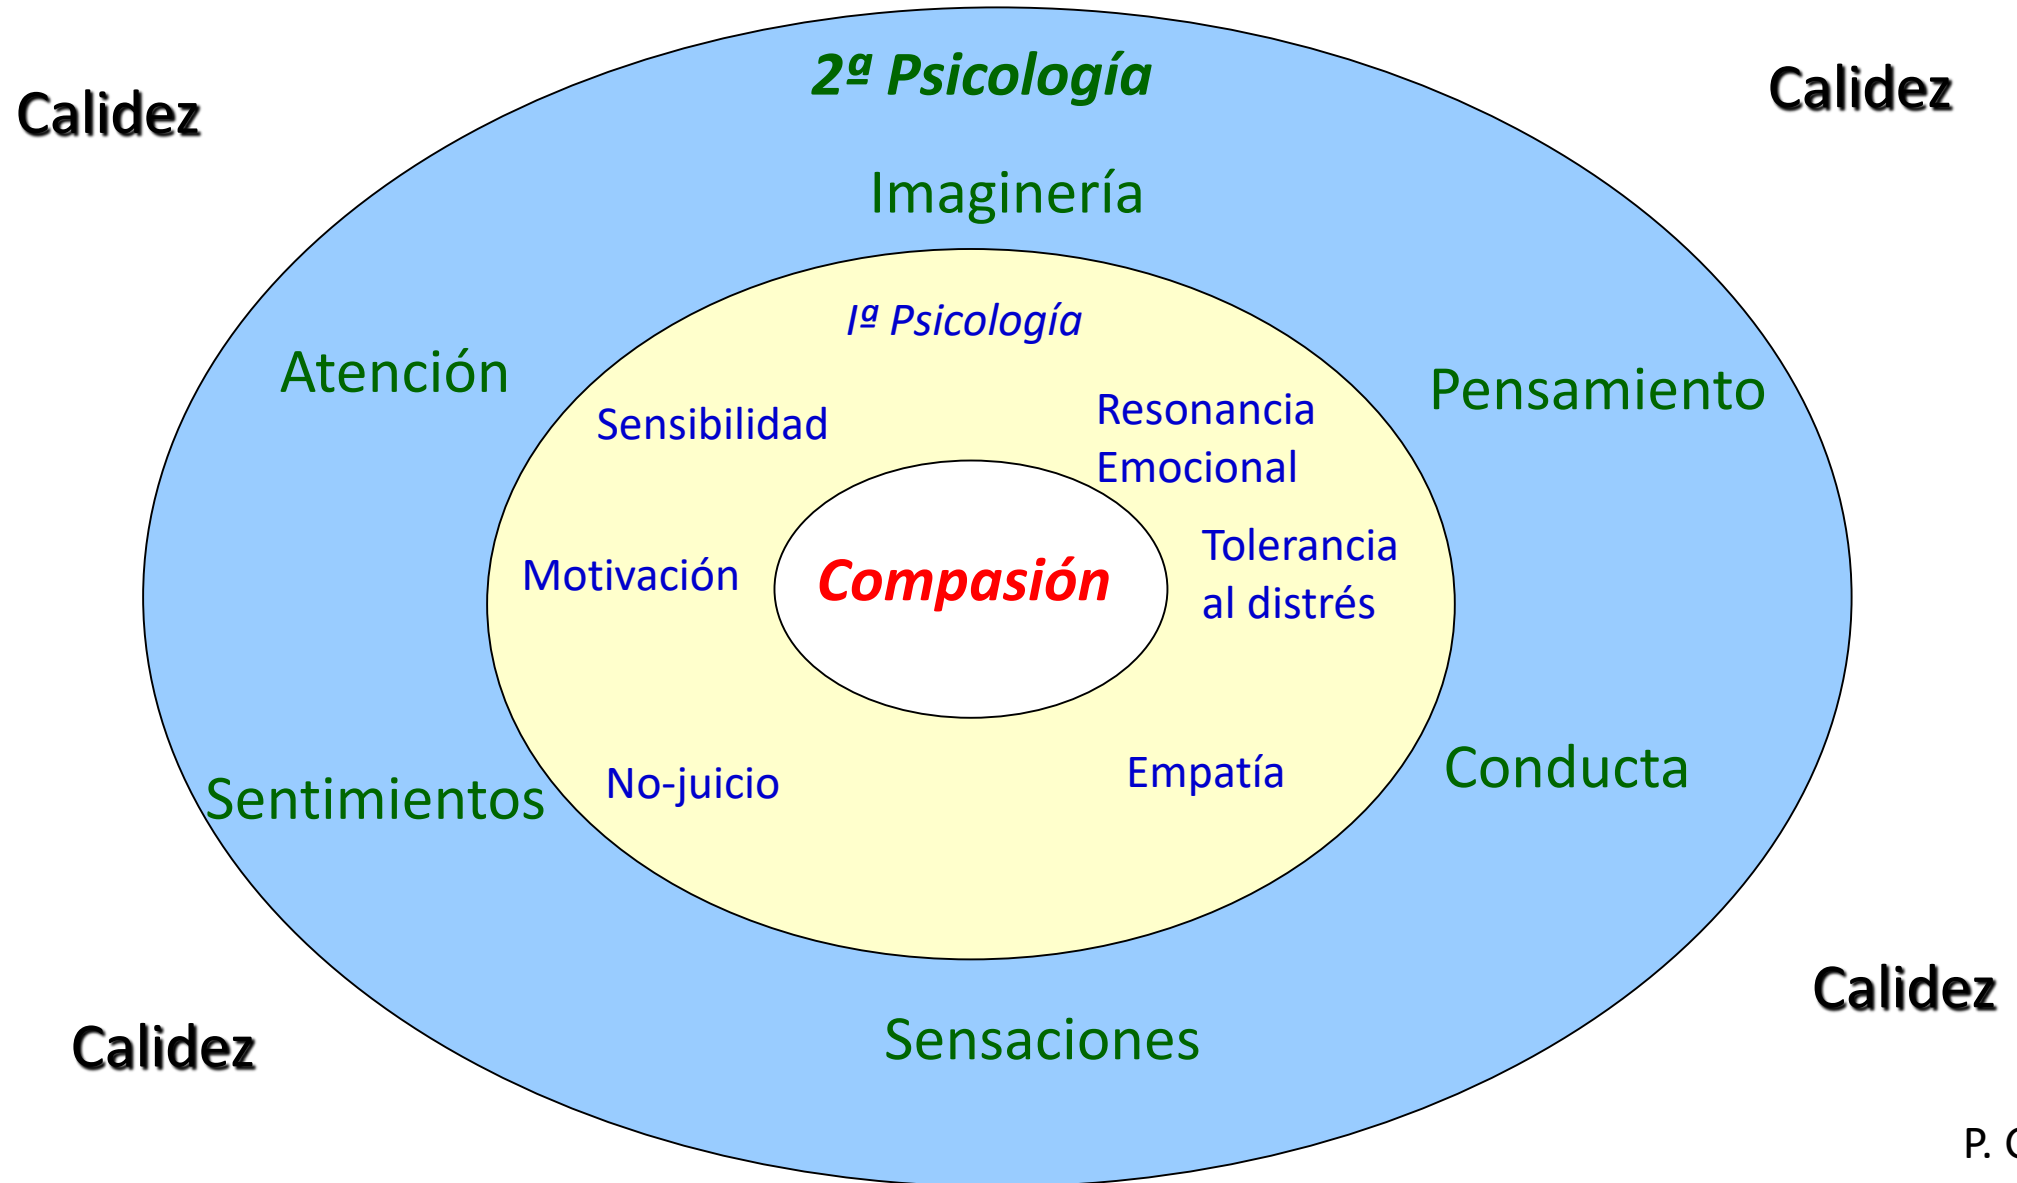 2ª Psicología
Calidez
Calidez
Imaginería
Iª Psicología
Atención
Pensamiento
Sensibilidad
Resonancia
Emocional
Motivación
Compasión
Tolerancia
al distrés
Sentimientos
No-juicio
Empatía
Conducta
Calidez
Calidez
Sensaciones
P.